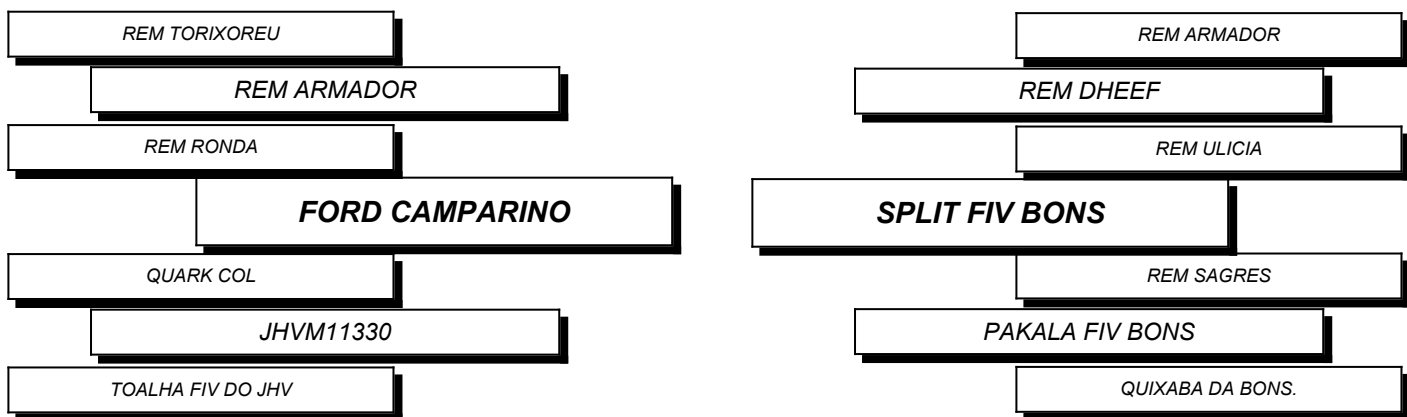 REM TORIXOREU
REM ARMADOR
REM RONDA
FORD CAMPARINO
QUARK COL
JHVM11330
TOALHA FIV DO JHV
REM ARMADOR
REM DHEEF
REM ULICIA
SPLIT FIV BONS
REM SAGRES
PAKALA FIV BONS
QUIXABA DA BONS.